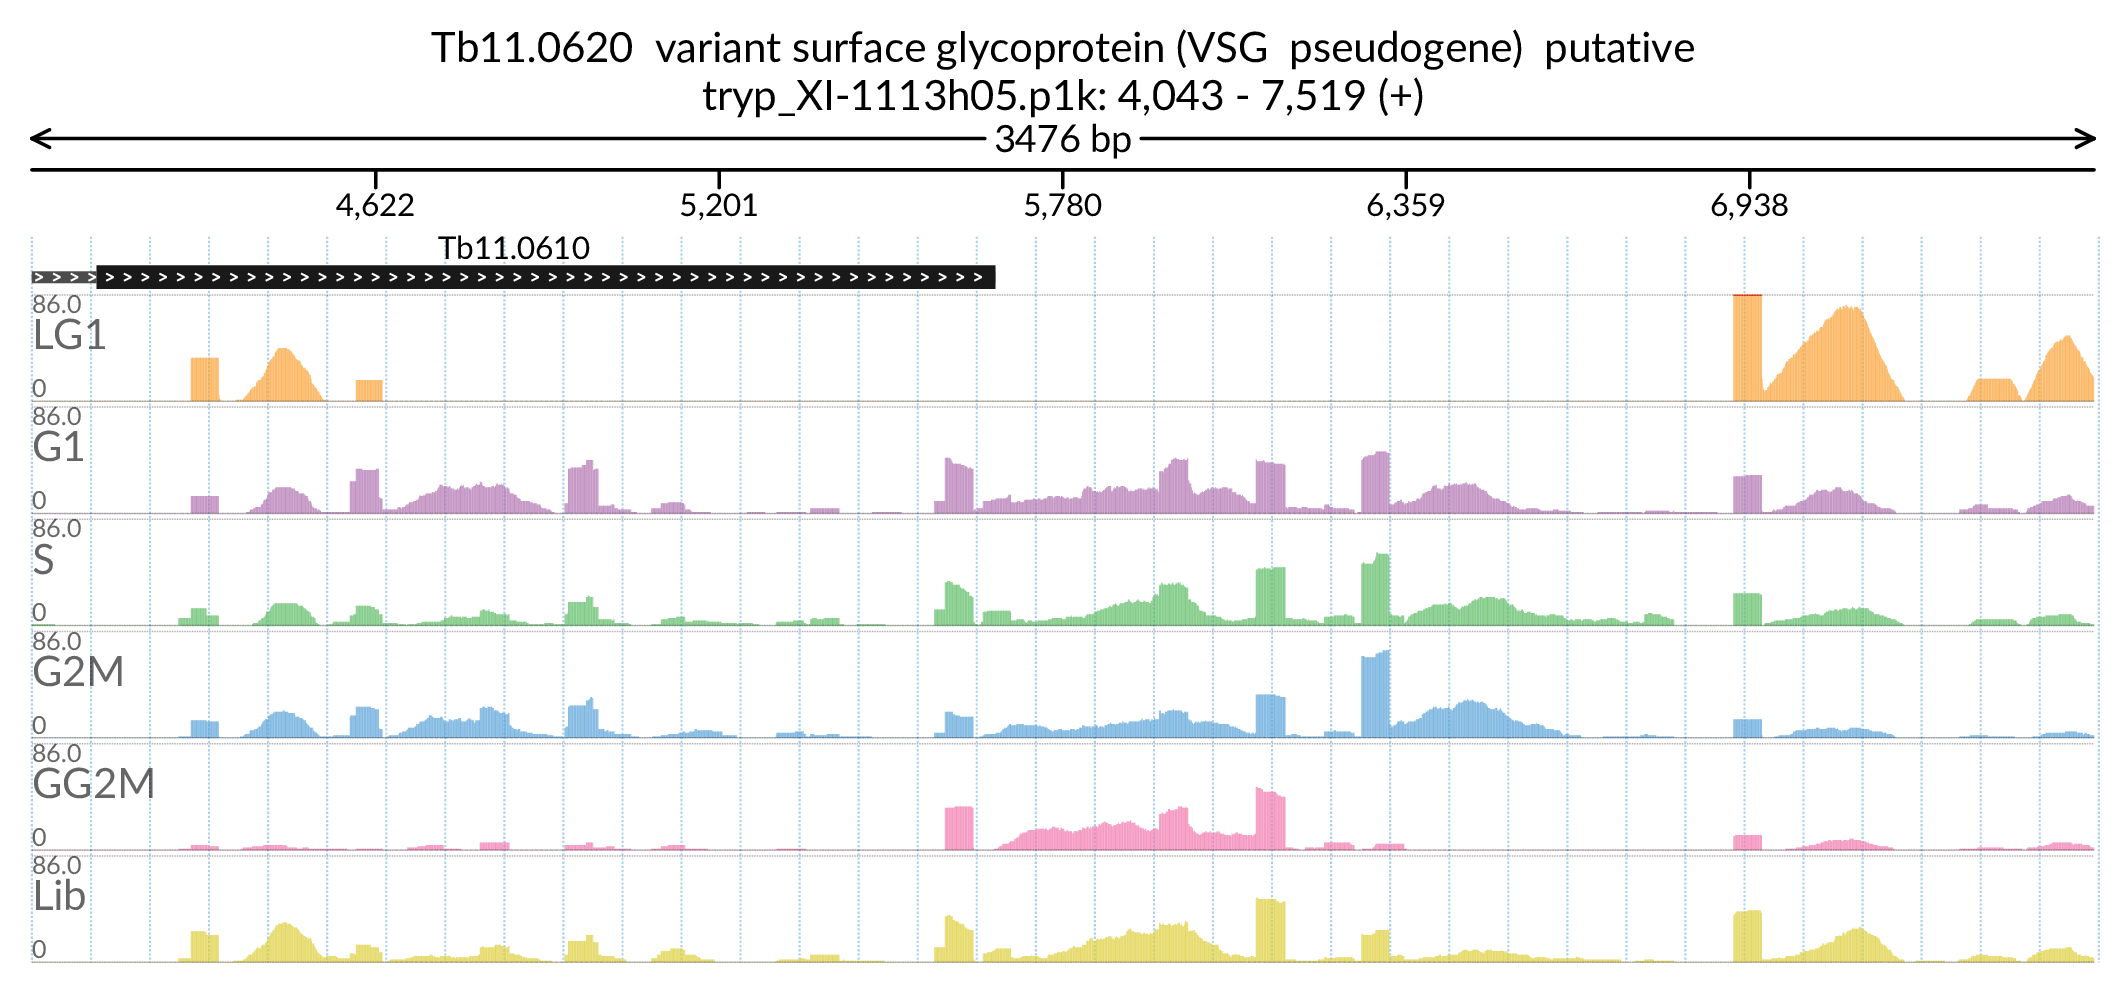 Tb11.0620 variant surface glycoprotein (VSG pseudogene) putative
tryp_XI-1113h05.p1k: 4,043 - 7,519 (+)
3476 bp
4,622 5,201 5,780 6,359 6,938
Tb11.0610
86.0
LG1
0
86.0
G1
0
86.0
S
0
86.0
G2M
0
86.0
GG2M
0
86.0
Lib
0